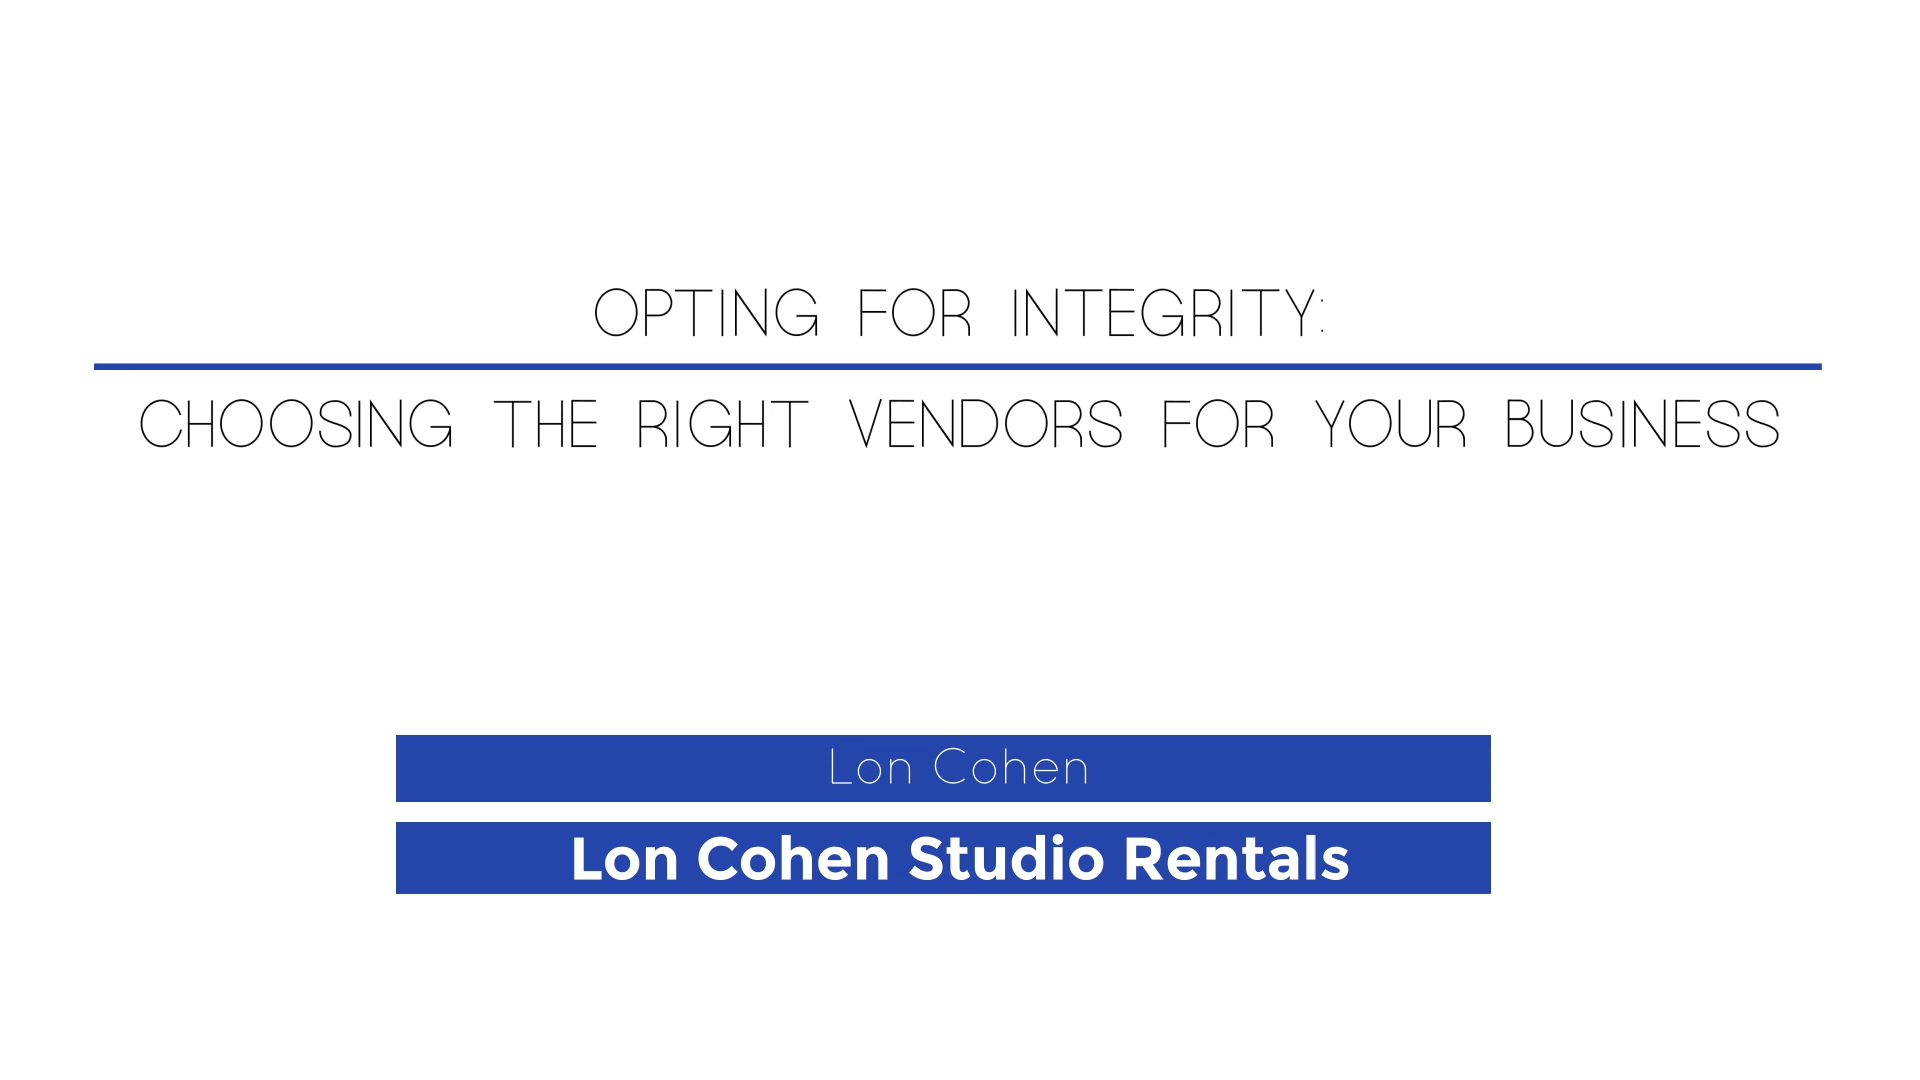 OPTING FOR INTEGRITY:
CHOOSING THE RIGHT VENDORS FOR YOUR BUSINESS
Lon Cohen
Lon Cohen Studio Rentals